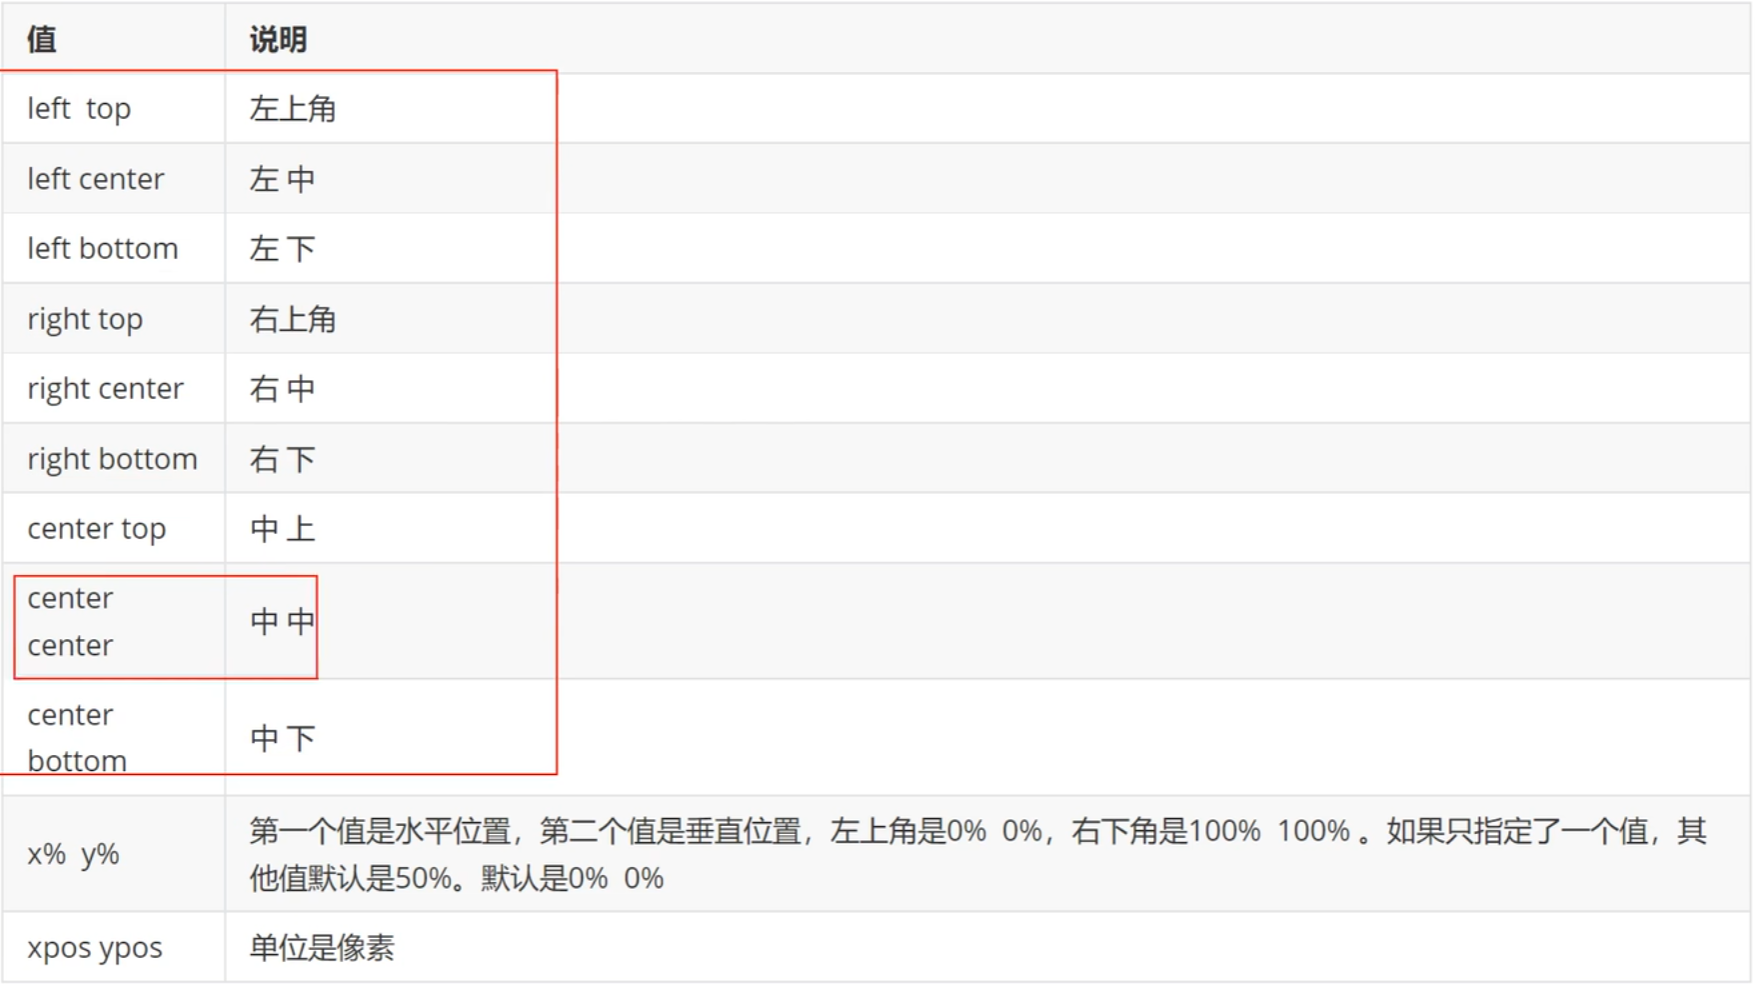 值 说明
left  top 左上角
left center 左 中
left bottom 左 下
right top 右上角
right center 右 中
right bottom 右 下
center top 中 上
center
center
中 中
center
bottom
中 下
x%  y%
第一个值是水平位置，第二个值是垂直位置，左上角是0%  0%，右下角是100%  100% 。如果只指定了一个值，其
他值默认是50%。默认是0%  0%
xpos ypos 单位是像素